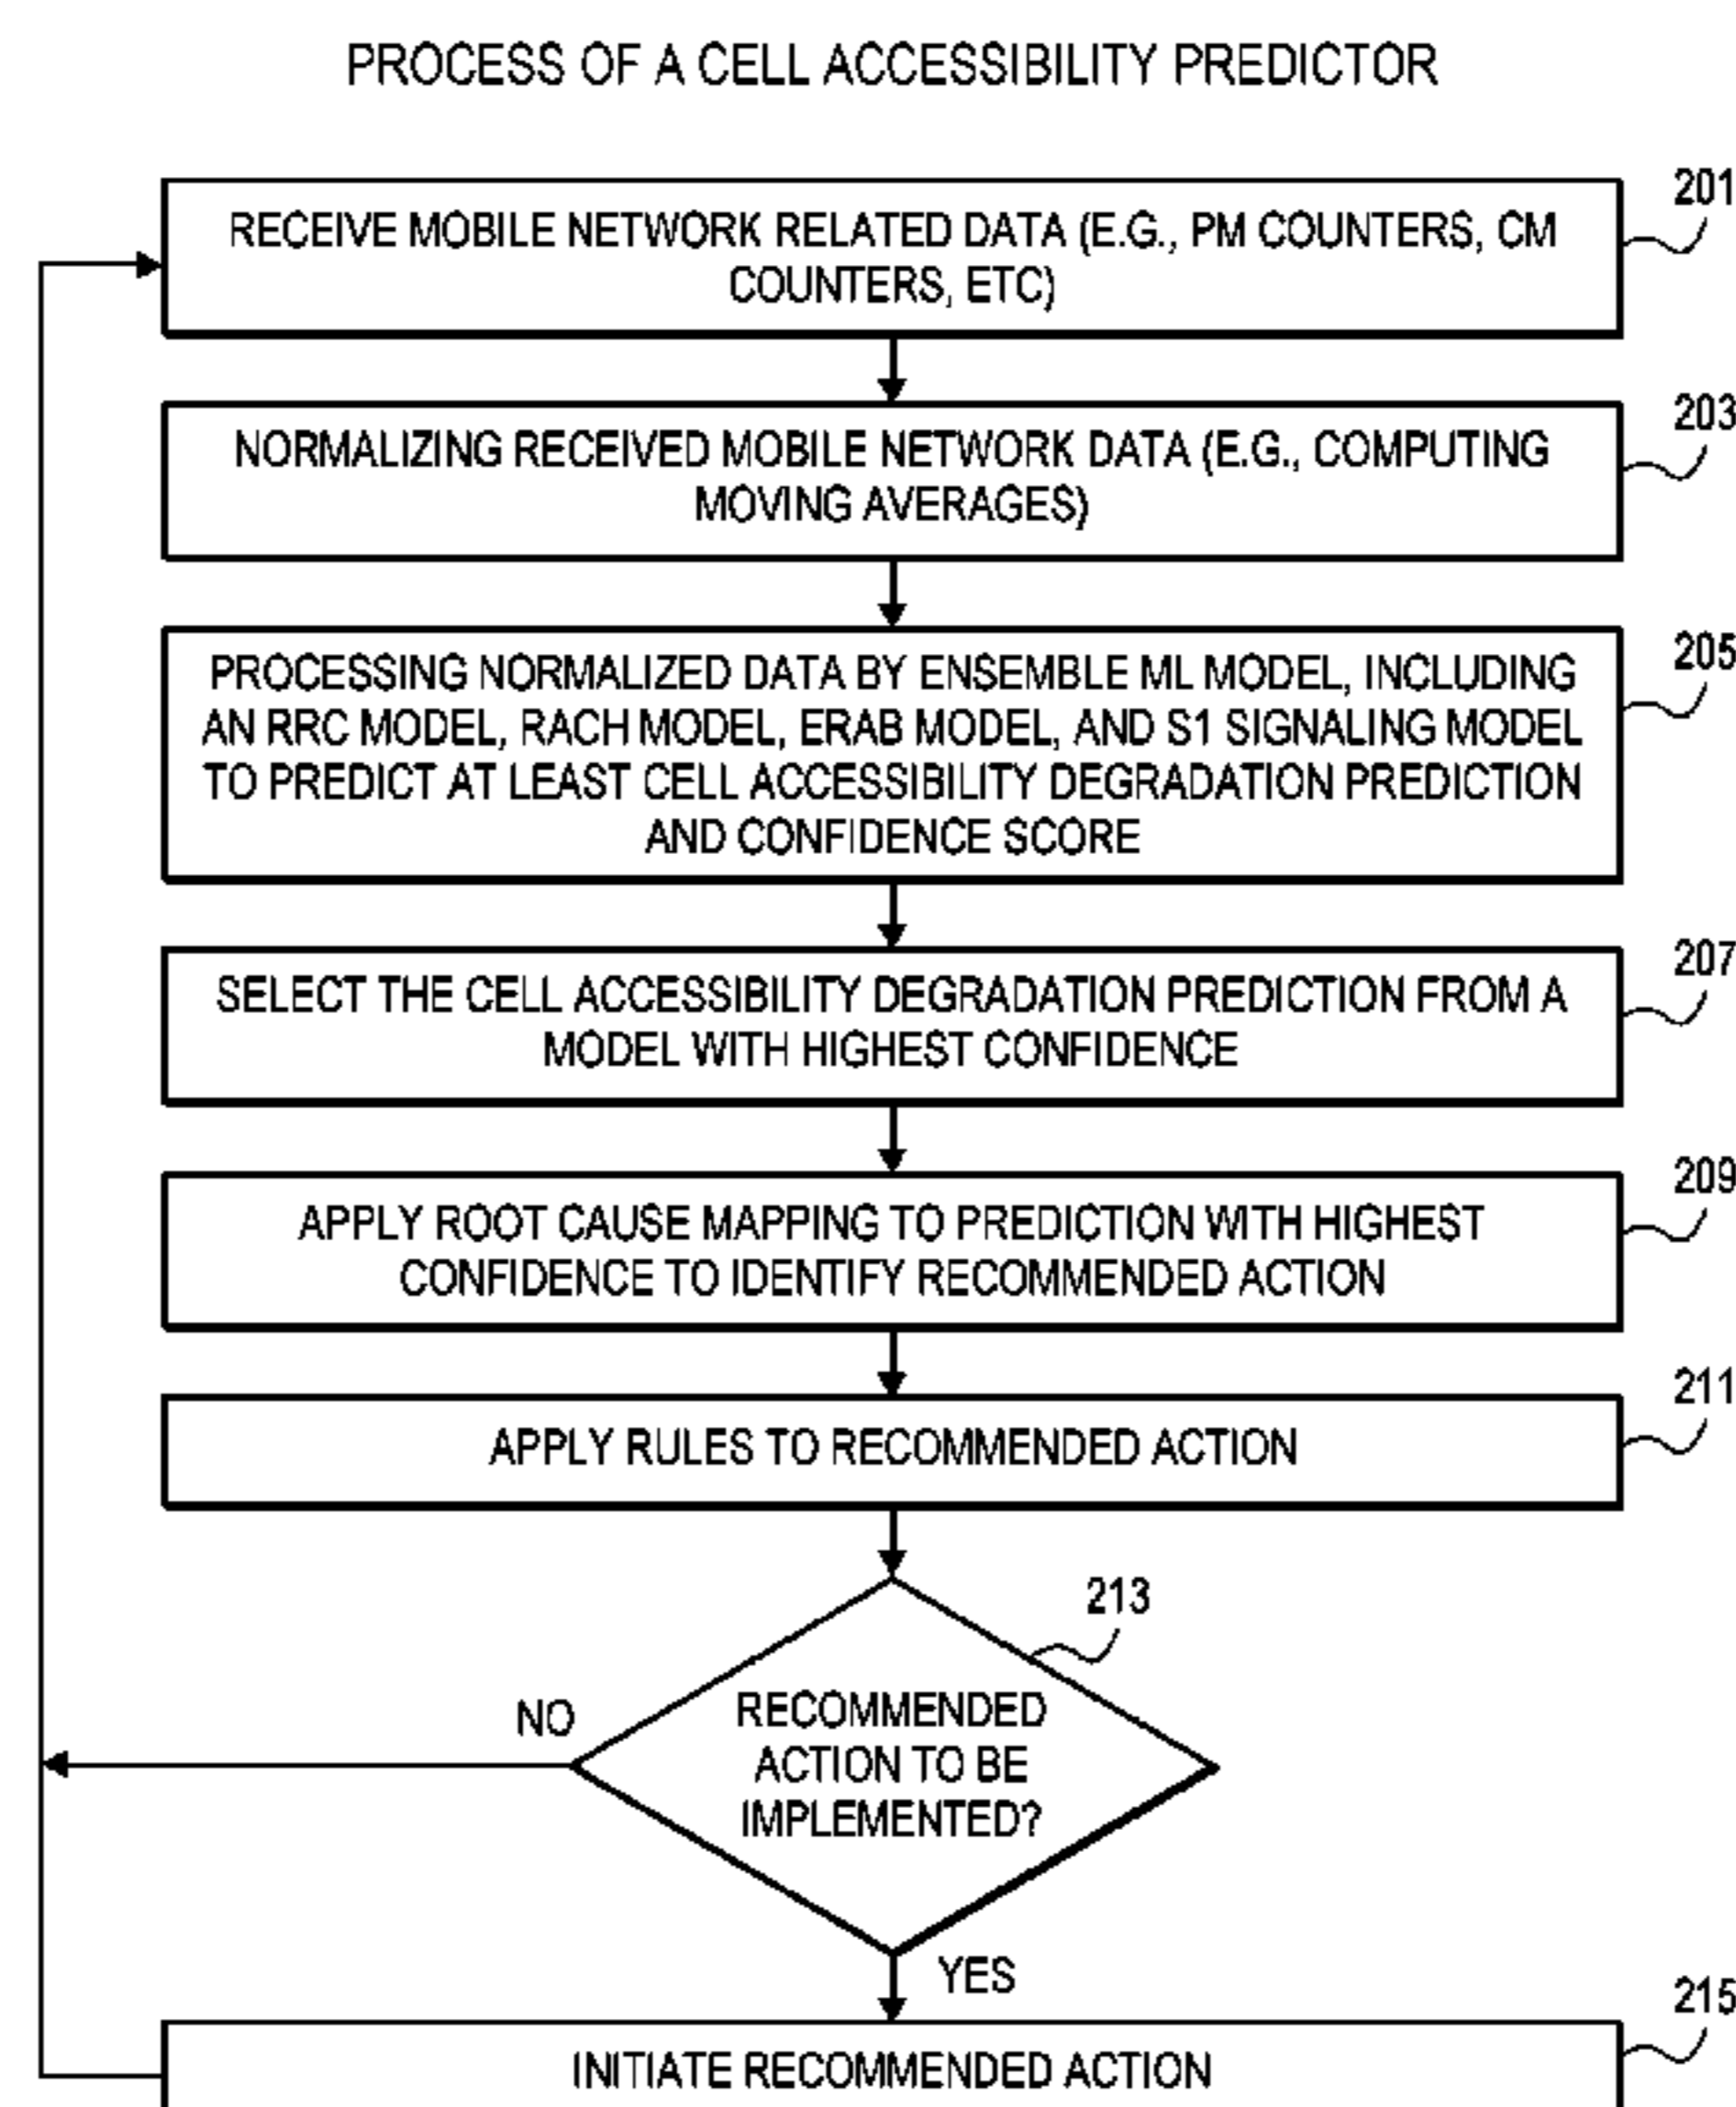 PROCESS OF A CELL ACCESSIBILITY PREDICTOR
201
RECEIVE MOBILE NETWORK RELATED DATA (E.G., PM COUNTERS, CM
COUNTERS, ETC)
203
NORMALIZING RECEIVED MOBILE NETWORK DATA (E.G., COMPUTING
MOVING AVERAGES)
205
PROCESSING NORMALIZED DATA BY ENSEMBLE ML MODEL, INCLUDING
AN RRC MODEL, RACH MODEL, ERAB MODEL, AND S1 SIGNALING MODEL
TO PREDICT AT LEAST CELL ACCESSIBILITY DEGRADATION PREDICTION
AND CONFIDENCE SCORE
207
SELECT THE CELL ACCESSIBILITY DEGRADATION PREDICTION FROM A
MODEL WITH HIGHEST CONFIDENCE
209
APPLY ROOT CAUSE MAPPING TO PREDICTION WITH HIGHEST
CONFIDENCE TO IDENTIFY RECOMMENDED ACTION
211
APPLY RULES TO RECOMMENDED ACTION
213
NO
RECOMMENDED
ACTION TO BE
IMPLEMENTED?
YES
215
INITIATE RECOMMENDED ACTION